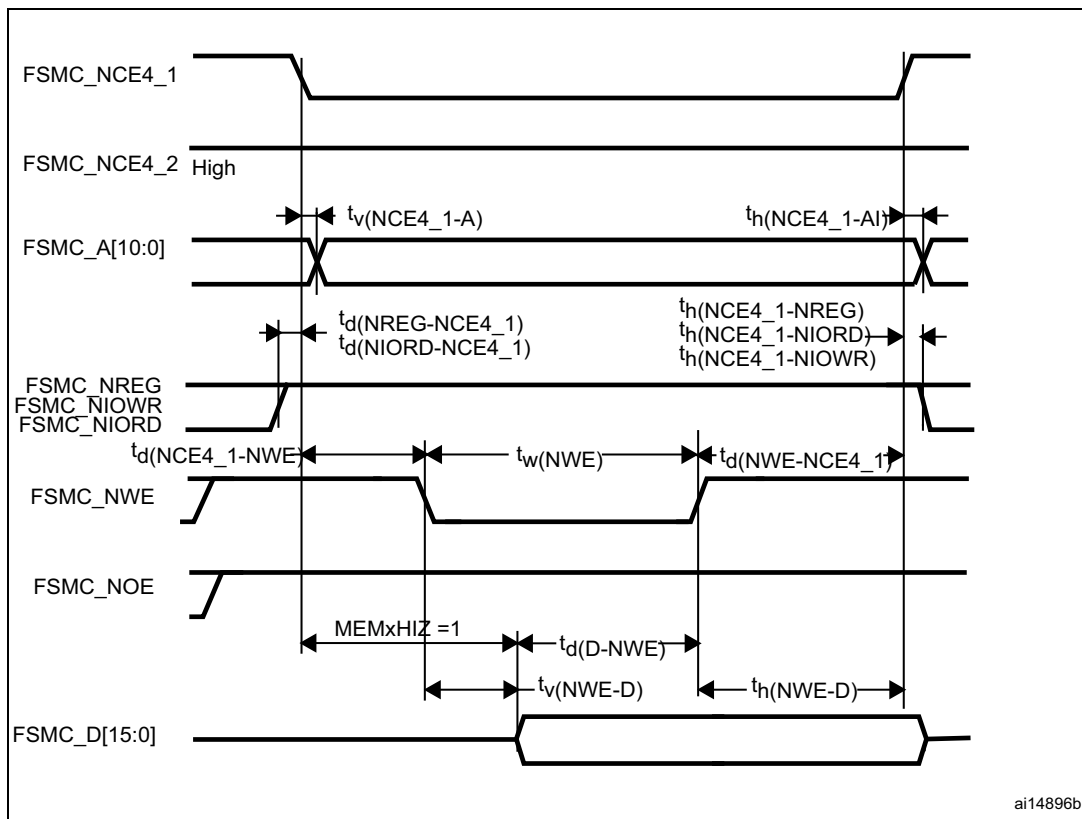 FSMC_NCE4_1
FSMC_NCE4_2 High
tv(NCE4_1-A)
th(NCE4_1-AI)
FSMC_A[10:0]
td(NREG-NCE4_1)
td(NIORD-NCE4_1)
th(NCE4_1-NREG)
th(NCE4_1-NIORD)
th(NCE4_1-NIOWR)
FSMC_NREG
FSMC_NIOWR
FSMC_NIORD
td(NCE4_1-NWE)
tw(NWE)
td(NWE-NCE4_1)
FSMC_NWE
FSMC_NOE
MEMxHIZ =1
td(D-NWE)
tv(NWE-D)
th(NWE-D)
FSMC_D[15:0]
ai14896b